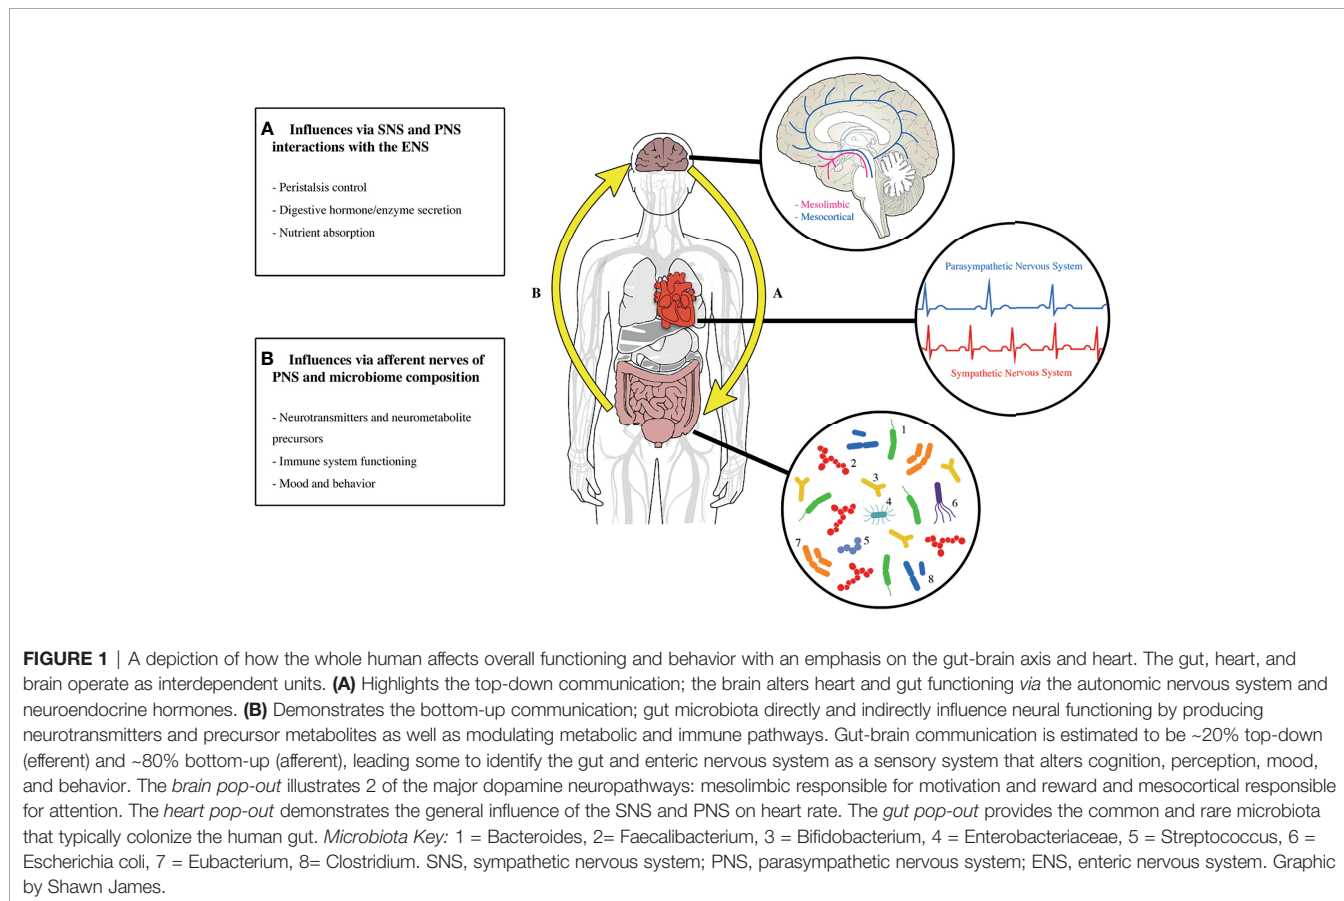 A Influences via SNS and PNS
interactions with the ENS
- Peristalsis control
- Digestive hormone/enzyme secretion
- Nutrient absorption
B Influences via afferent nerves of
PNS and microbiome composition
- Neurotransmitters and neurometabolite
precursors
- Immune system functioning
- Mood and behavior
B
A
- Mesolimbic
- Mesocortical
Parasympathetic Nervous System
Sympathetic Nervous System
1
2
3
4
5
6
7
8
FIGURE 1 | A depiction of how the whole human affects overall functioning and behavior with an emphasis on the gut-brain axis and heart. The gut, heart, and
brain operate as interdependent units. (A) Highlights the top-down communication; the brain alters heart and gut functioning via the autonomic nervous system and
neuroendocrine hormones. (B) Demonstrates the bottom-up communication; gut microbiota directly and indirectly influence neural functioning by producing
neurotransmitters and precursor metabolites as well as modulating metabolic and immune pathways. Gut-brain communication is estimated to be ~20% top-down
(efferent) and ~80% bottom-up (afferent), leading some to identify the gut and enteric nervous system as a sensory system that alters cognition, perception, mood,
and behavior. The brain pop-out illustrates 2 of the major dopamine neuropathways: mesolimbic responsible for motivation and reward and mesocortical responsible
for attention. The heart pop-out demonstrates the general influence of the SNS and PNS on heart rate. The gut pop-out provides the common and rare microbiota
that typically colonize the human gut. Microbiota Key: 1 = Bacteroides, 2= Faecalibacterium, 3 = Bifidobacterium, 4 = Enterobacteriaceae, 5 = Streptococcus, 6 =
Escherichia coli, 7 = Eubacterium, 8= Clostridium. SNS, sympathetic nervous system; PNS, parasympathetic nervous system; ENS, enteric nervous system. Graphic
by Shawn James.